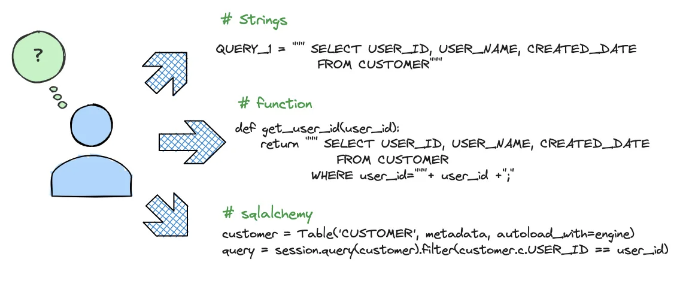 ?
# Strings
QUERY_1 = """ SELECT USER_ID, USER_NAME, CREATED_DATE
FROM CUSTOMER"""
# function
def get_user_id(user_id):
return """ SELECT USER_ID, USER_NAME, CREATED_DATE
FROM CUSTOMER
WHERE user_id="""+ user_id +";"
# sqlalchemy
customer = Table('CUSTOMER', metadata, autoload_with=engine)
query = session.query(customer).filter(customer.c.USER_ID == user_id)